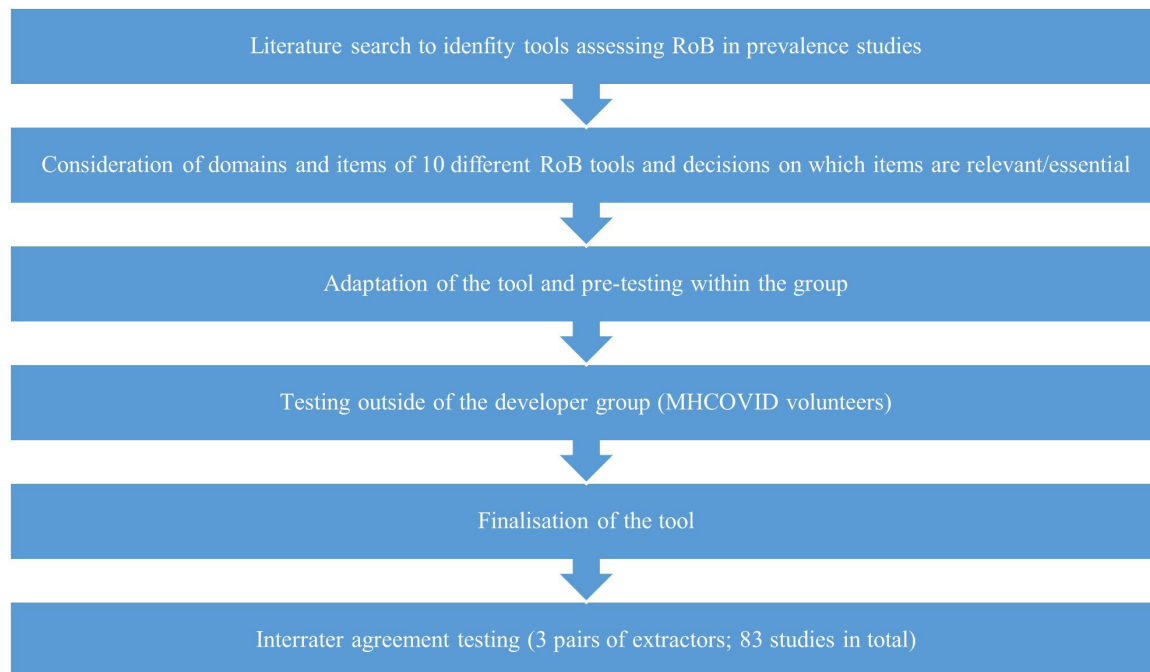 Literature search to idenfity tools assessing RoB in prevalence studies
Consideration of domains and items of 10 different RoB tools and decisions on which items are relevant/essential
Adaptation of the tool and pre-testing within the group
Testing outside of the developer group (MHCOVID volunteers)
Finalisation of the tool
Interrater agreement testing (3 pairs of extractors; 83 studies in total)